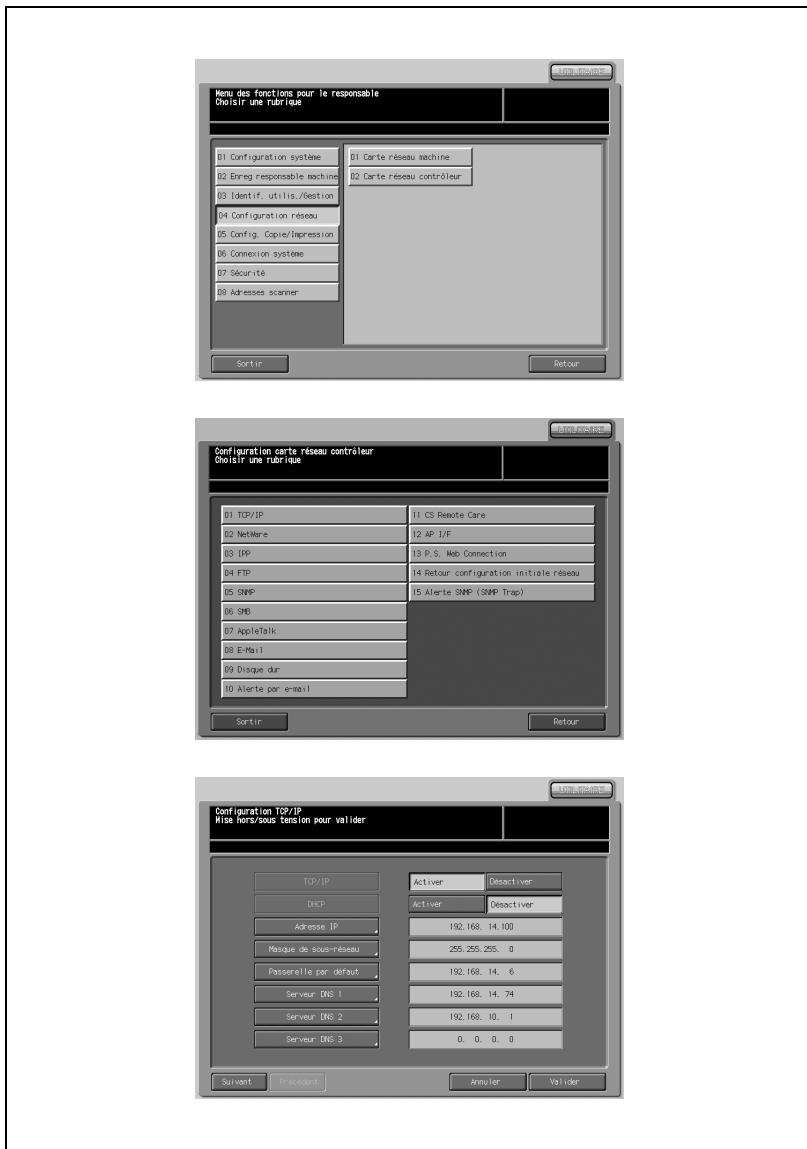 Menu des fonctions pour le responsable
Choisir une rubrique
01 Configuration système
02 Enreg responsable machine
03 Identif. utilis./Gestion
04 Configuration réseau
05 Config. Copie/Impression
06 Connexion système
07 Sécurité
08 Adresses scanner
01 Carte réseau machine
02 Carte réseau contrôleur
Sortir
Retour
Configuration carte réseau contrôleur
Choisir une rubrique
01 TCP/IP
02 NetWare
03 IPP
04 FTP
05 SNMP
06 SMB
07 AppleTalk
08 E-Mail
09 Disque dur
10 Alerte par e-mail
11 CS Remote Care
12 AP I/F
13 P.S. Web Connection
14 Retour configuration initiale réseau
15 Alerte SNMP (SNMP Trap)
Sortir
Retour
Configuration TCP/IP
Mise hors/sous tension pour valider
TCP/IP Activer Désactiver
DHCP Activer Désactiver
Adresse IP 192.168. 14.100
Masque de sous-réseau 255.255.255. 0
Passerelle par défaut 192.168. 14. 6
Serveur DNS 1 192.168. 14. 74
Serveur DNS 2 192.168. 10. 1
Serveur DNS 3 0. 0. 0. 0
Suivant Précédent Annuler Valider